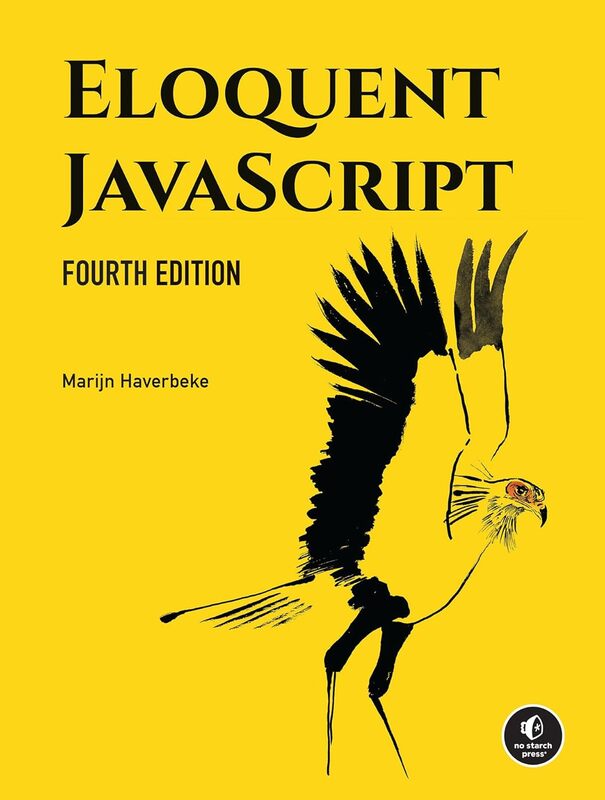 ELOQUENT
JAVASCRIPT
FOURTH EDITION
Marijn Haverbeke
no starch
press®